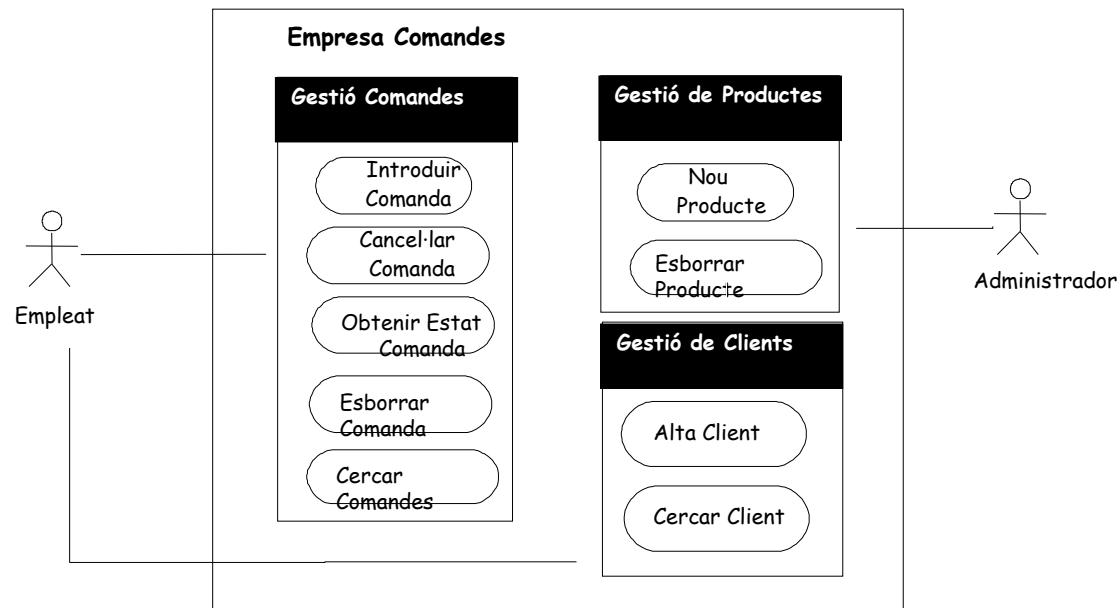 Empresa Comandes
Gestió Comandes
Introduir
Comanda
Cancel·lar
Comanda
Obtenir Estat
Comanda
Esborrar
Comanda
Cercar
Comandes
Gestió de Productes
Nou
Producte
Esborrar
Producte
Gestió de Clients
Alta Client
Cercar Client
Empleat
Administrador